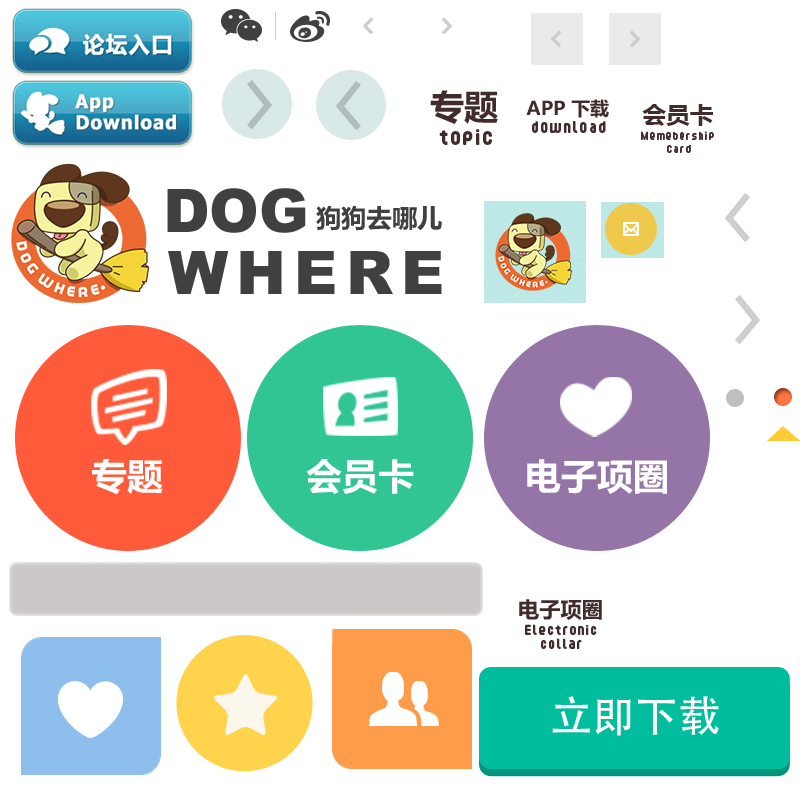 论坛入口
App
Download
专题
topic
APP 下载
download
会员卡
Memebership
Card
DOG
狗狗去哪儿
WHERE
DOG WHERE.
DOG WHERE.
专题
会员卡
电子项圈
电子项圈
Electronic
collar
立即下载